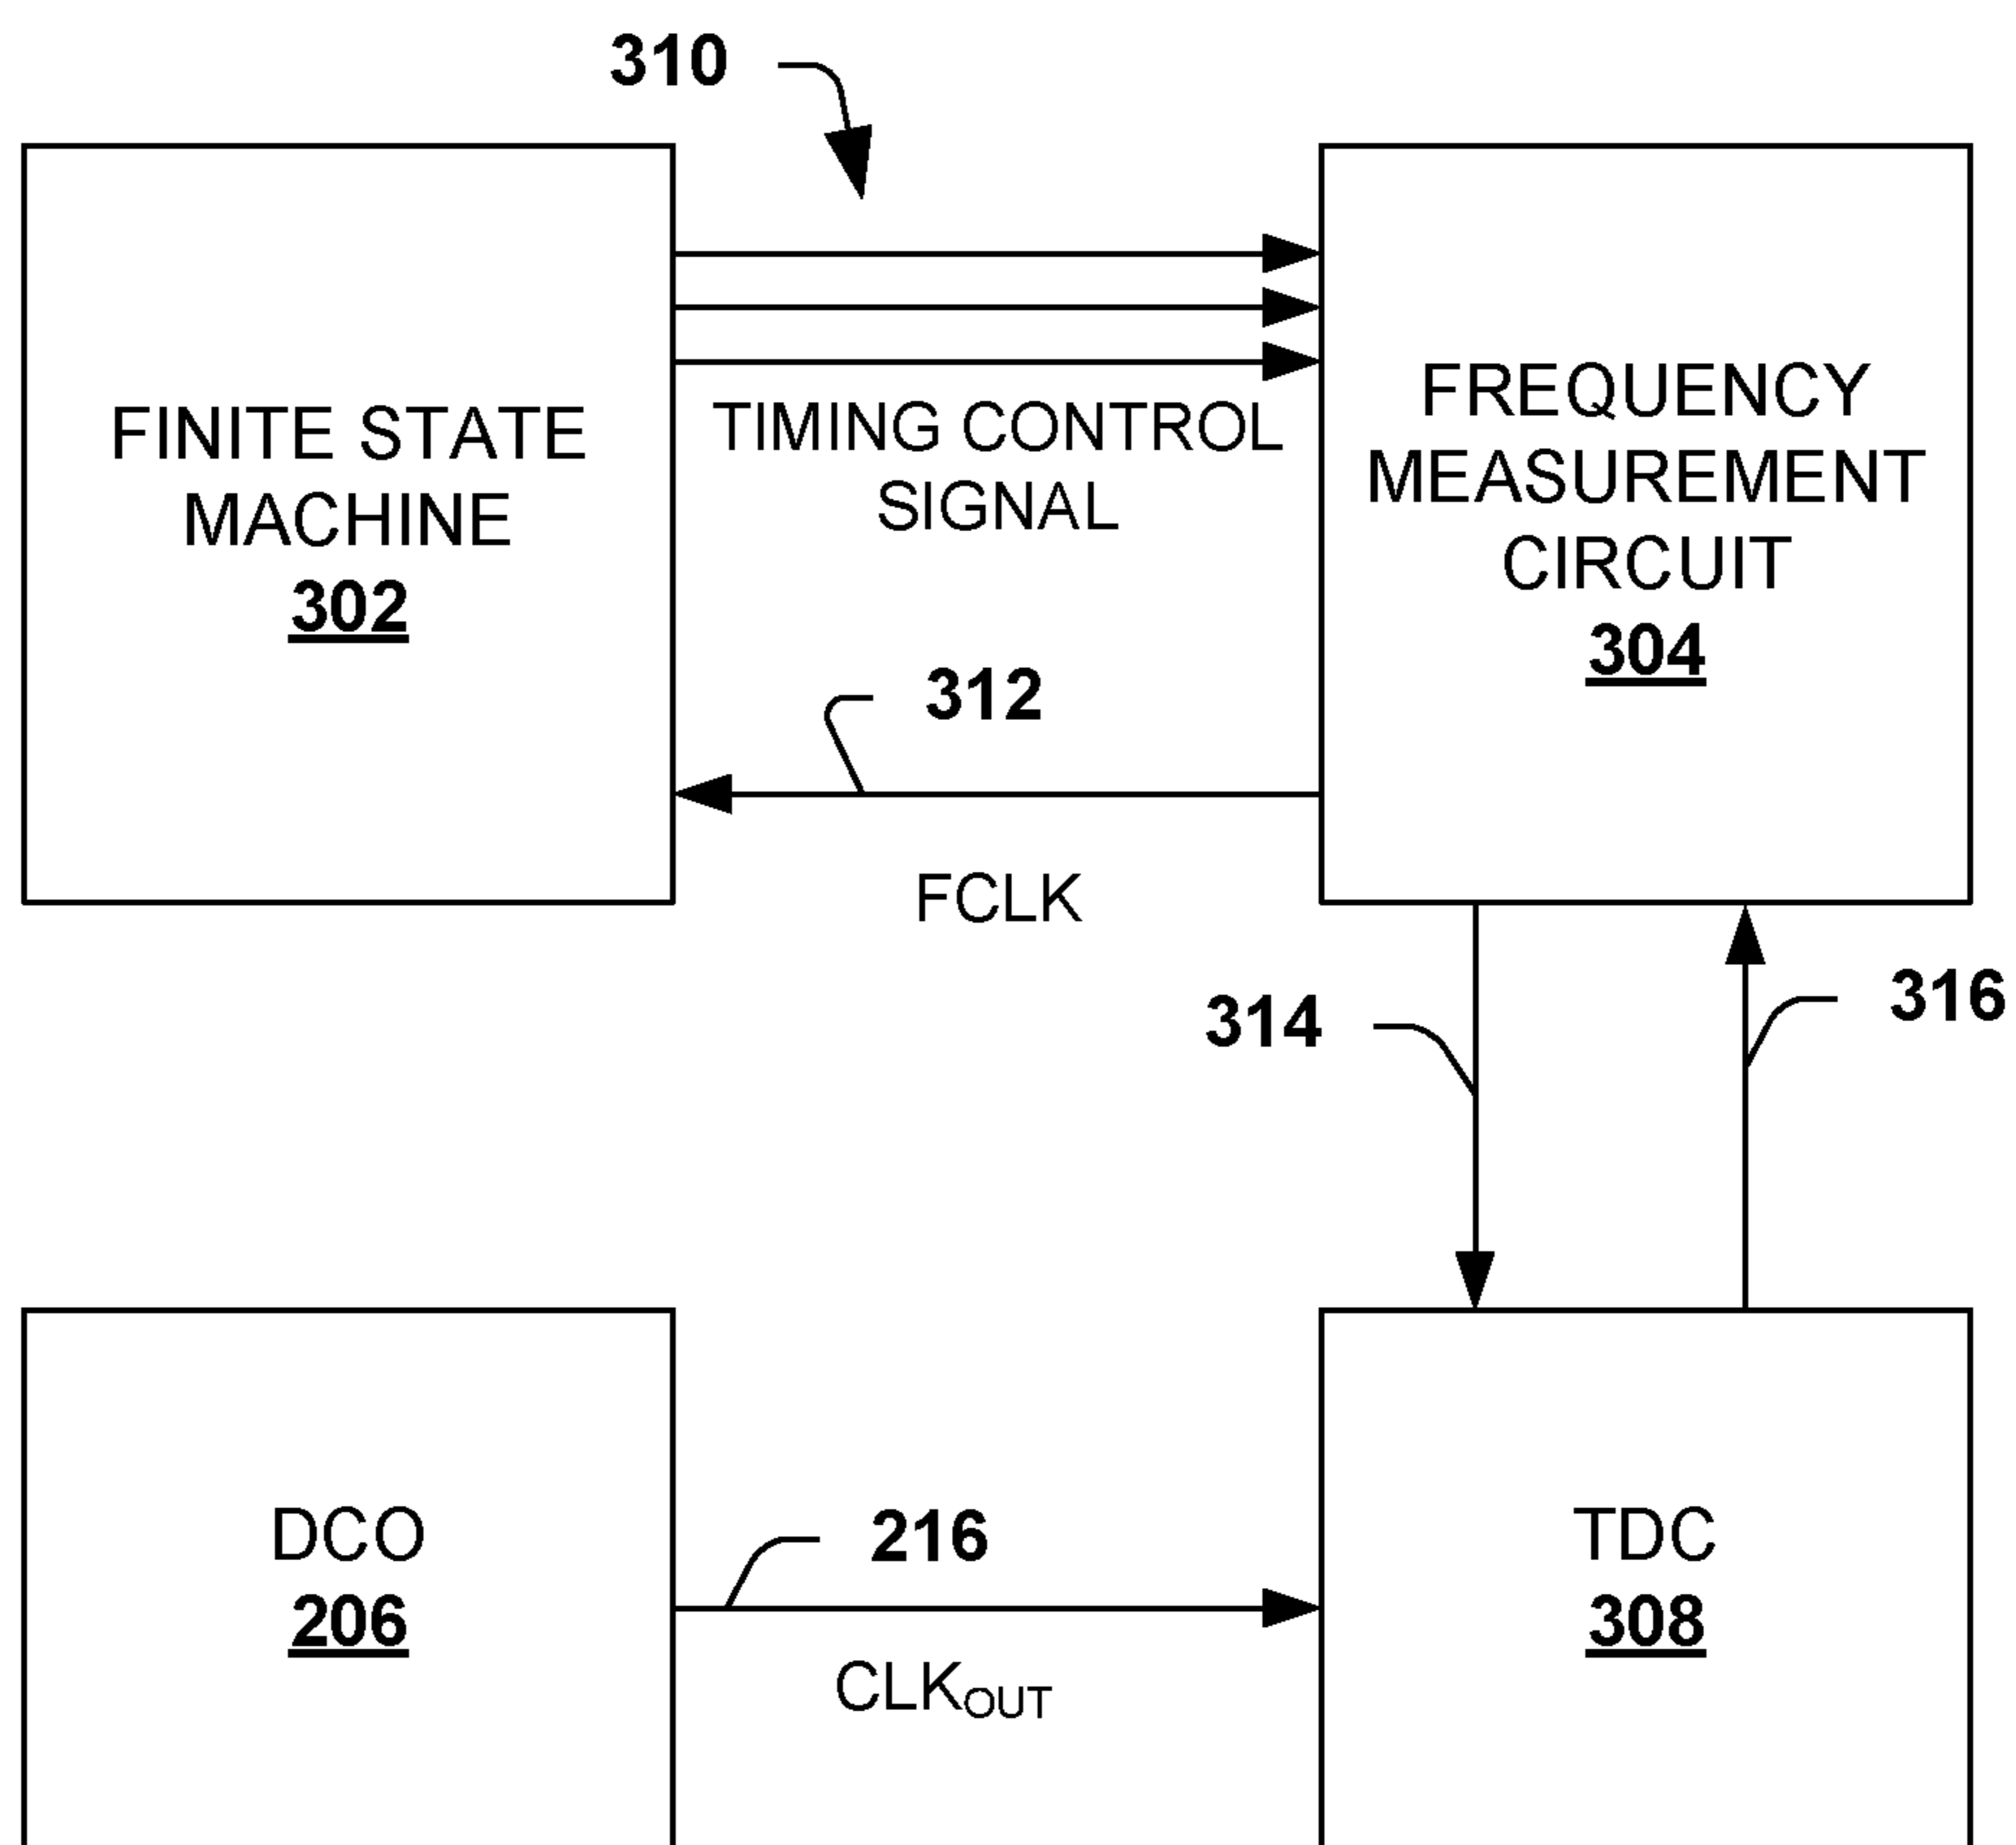 310
FINITE STATE
MACHINE
302
TIMING CONTROL
SIGNAL
FREQUENCY
MEASUREMENT
CIRCUIT
304
312
FCLK
314
316
DCO
206
216
CLKOUT
TDC
308